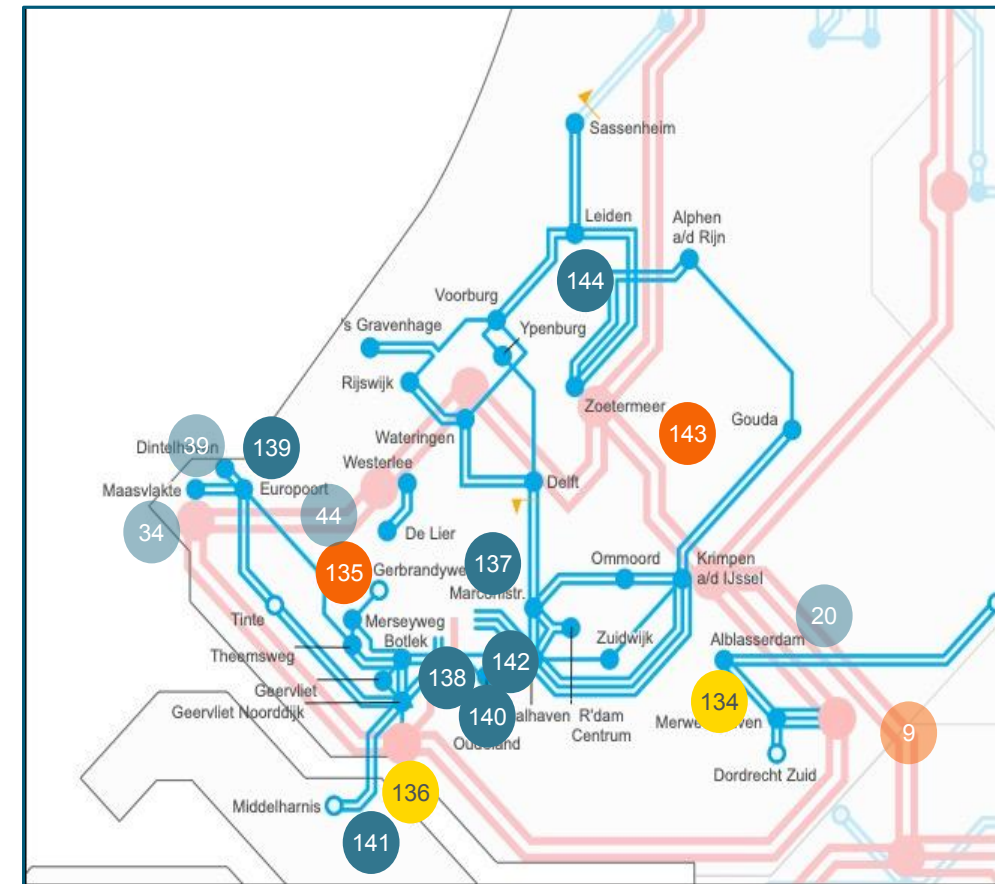 Sassenheim
Leiden
Alphen
a/d Rijn
144
Voorburg
Ypenburg
's Gravenhage
Rijswijk
Zoetermeer
143
Gouda
Wateringen
39
139
Westerlee
Maasvlakte
Europoort
Delft
34
44
De Lier
137
Ommoord
Krimpen
a/d IJssel
135
20
Tinte
Merseyweg
Botlek
Zuidwijk
Alblasserdam
Theemsweg
142
138
Geervliet
134
Geervliet Noorddijk
140
R'dam
Centrum
9
Dordrecht Zuid
136
Middelharnis
141